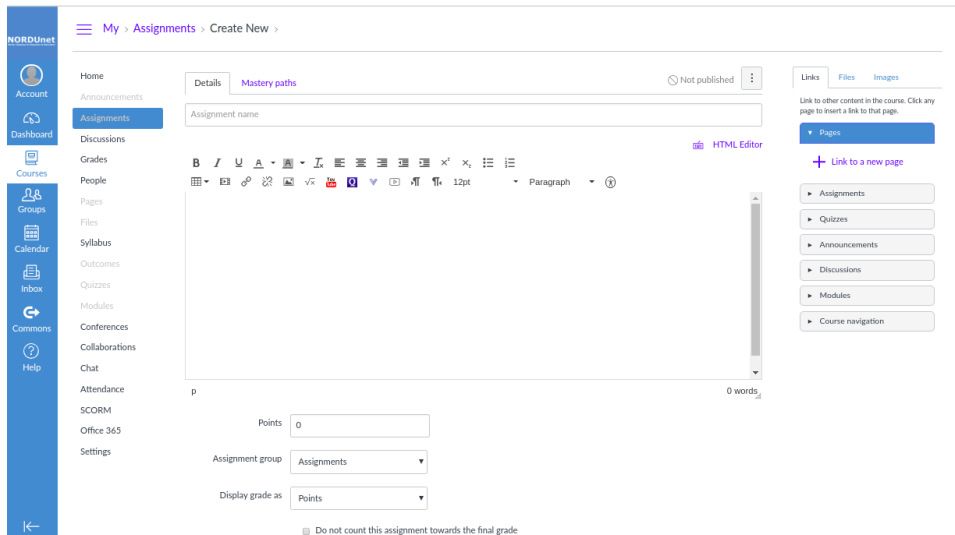 NORDUnet
My > Assignments > Create New >
Account
Dashboard
Courses
Groups
Calendar
Inbox
Commons
Help
Home
Announcements
Assignments
Discussions
Grades
People
Pages
Files
Syllabus
Outcomes
Quizzes
Modules
Conferences
Collaborations
Chat
Attendance
SCORM
Office 365
Settings
Details
Mastery paths
Not published
Assignment name
HTML Editor
12pt
Paragraph
p
0 words
Points
0
Assignment group
Assignments
Display grade as
Points
Do not count this assignment towards the final grade
Links
Files
Images
Link to other content in the course. Click any
page to insert a link to that page.
Pages
Link to a new page
Assignments
Quizzes
Announcements
Discussions
Modules
Course navigation